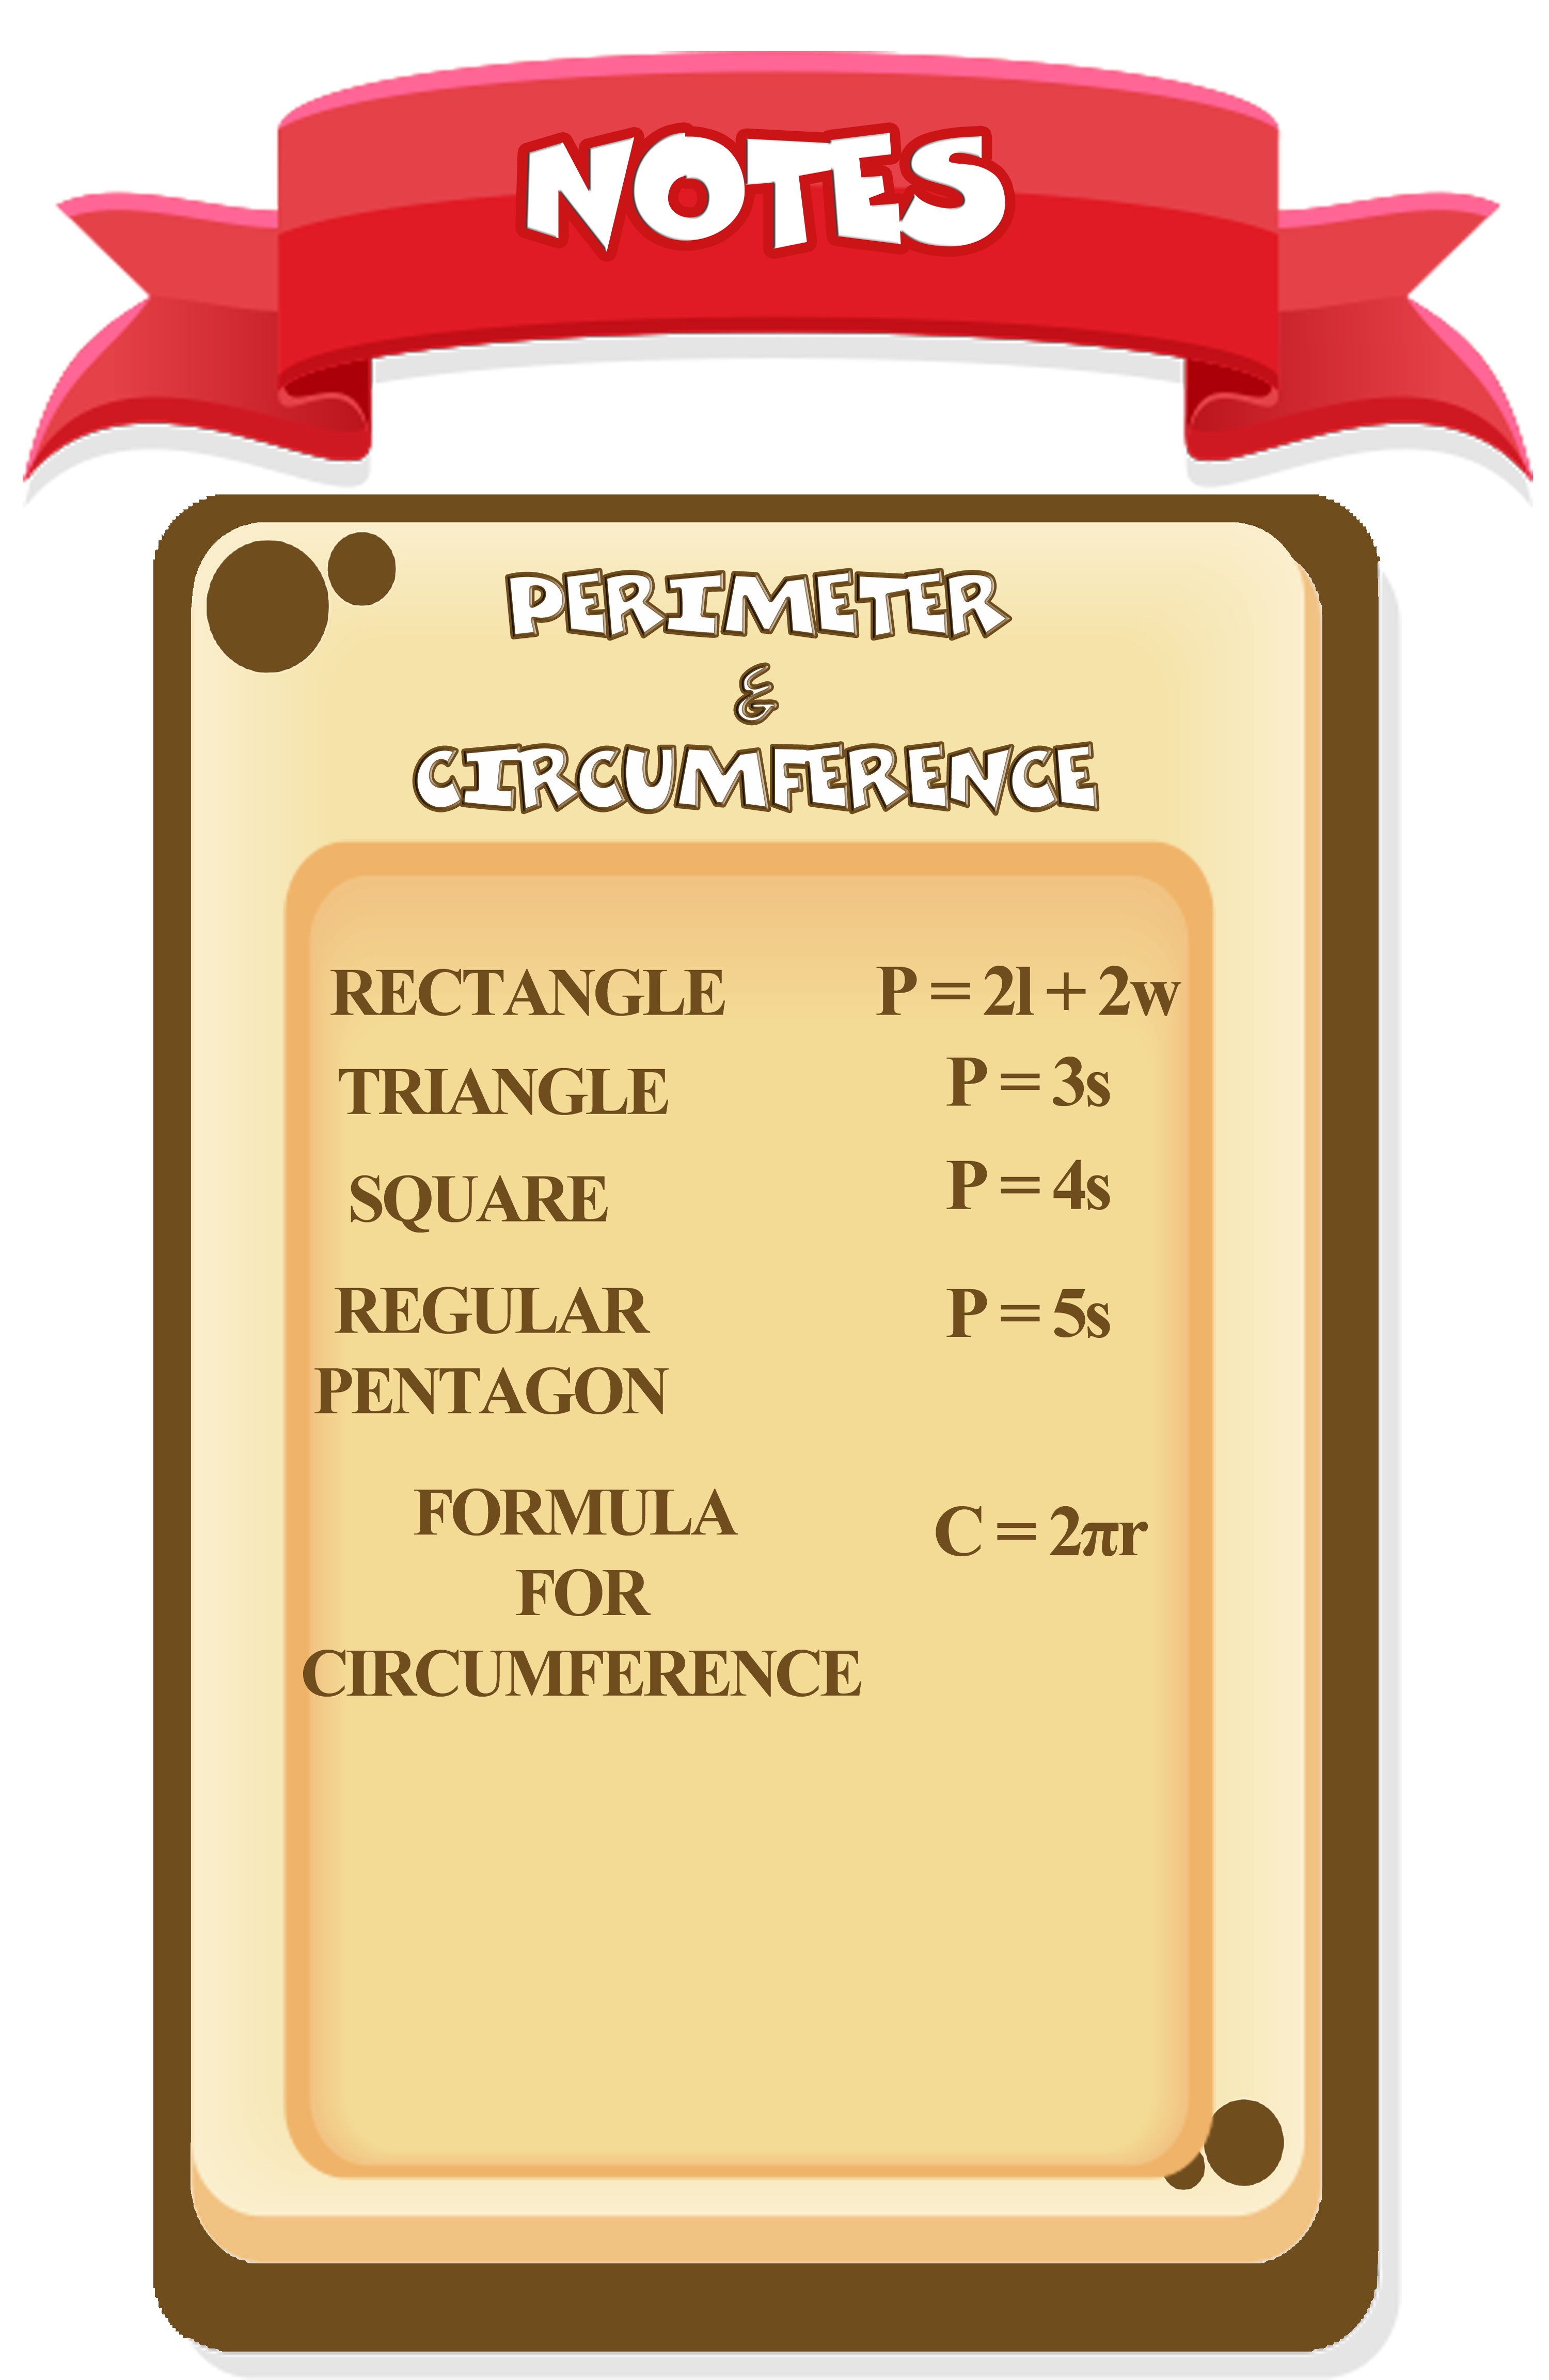 NOTES
PERIMETER
&
CIRCUMFERENCE
RECTANGLE P = 2l + 2w
TRIANGLE P = 3s
SQUARE P = 4s
REGULAR P = 5s
PENTAGON
FORMULA C = 2πr
FOR
CIRCUMFERENCE